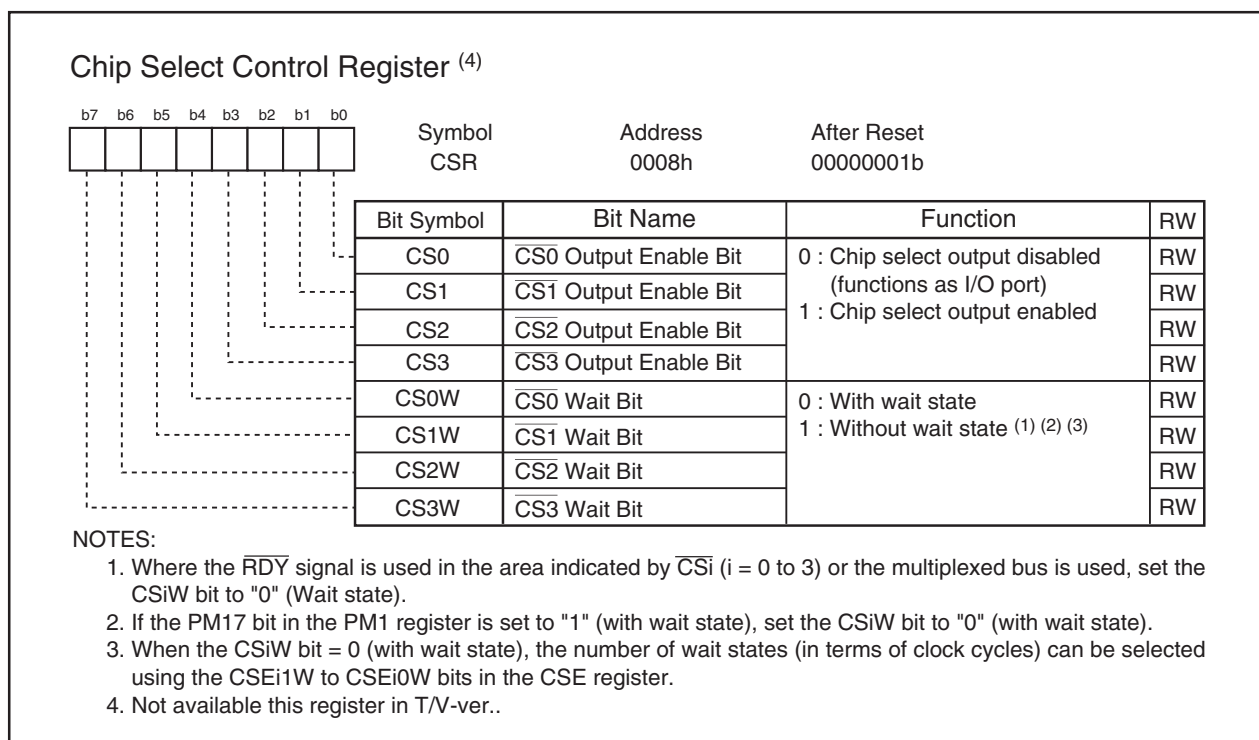 Chip Select Control Register (4)
b7 b6 b5 b4 b3 b2 b1 b0
Symbol Address After Reset
CSR 0008h 00000001b
Bit Symbol Bit Name Function RW
CS0 CS0 Output Enable Bit 0 : Chip select output disabled RW
(functions as I/O port)
CS1 CS1 Output Enable Bit RW
1 : Chip select output enabled
CS2 CS2 Output Enable Bit RW
CS3 CS3 Output Enable Bit RW
CS0W CS0 Wait Bit 0 : With wait state RW
CS1W CS1 Wait Bit 1 : Without wait state (1) (2) (3) RW
CS2W CS2 Wait Bit RW
CS3W CS3 Wait Bit RW
NOTES:
1. Where the RDY signal is used in the area indicated by CSi (i = 0 to 3) or the multiplexed bus is used, set the
CSiW bit to "0" (Wait state).
2. If the PM17 bit in the PM1 register is set to "1" (with wait state), set the CSiW bit to "0" (with wait state).
3. When the CSiW bit = 0 (with wait state), the number of wait states (in terms of clock cycles) can be selected
using the CSEi1W to CSEi0W bits in the CSE register.
4. Not available this register in T/V-ver..